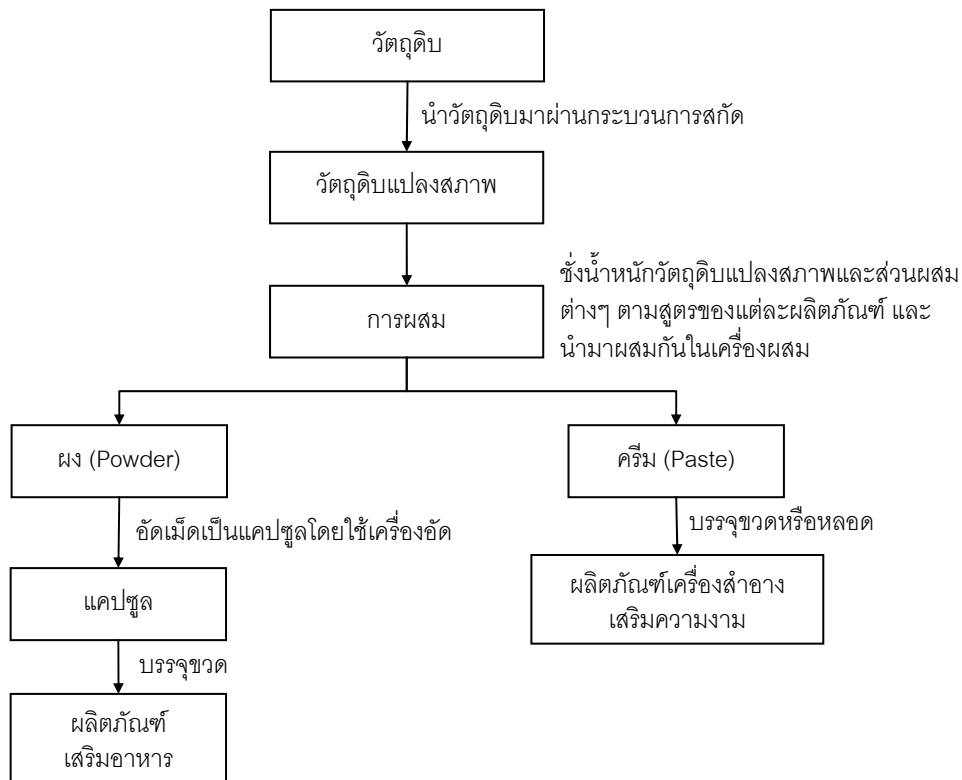 วัตถุดิบ
นำวัตถุดิบมาผ่านกระบวนการสกัด
วัตถุดิบแปลงสภาพ
ชั่งน้ำหนักวัตถุดิบแปลงสภาพและส่วนผสม
ต่างๆ ตามสูตรของแต่ละผลิตภัณฑ์ และ
นำมาผสมกันในเครื่องผสม
การผสม
ผง (Powder)
ครีม (Paste)
อัดเม็ดเป็นแคปซูลโดยใช้เครื่องอัด
บรรจุขวดหรือหลอด
แคปซูล
ผลิตภัณฑ์เครื่องสำอาง
เสริมความงาม
บรรจุขวด
ผลิตภัณฑ์
เสริมอาหาร